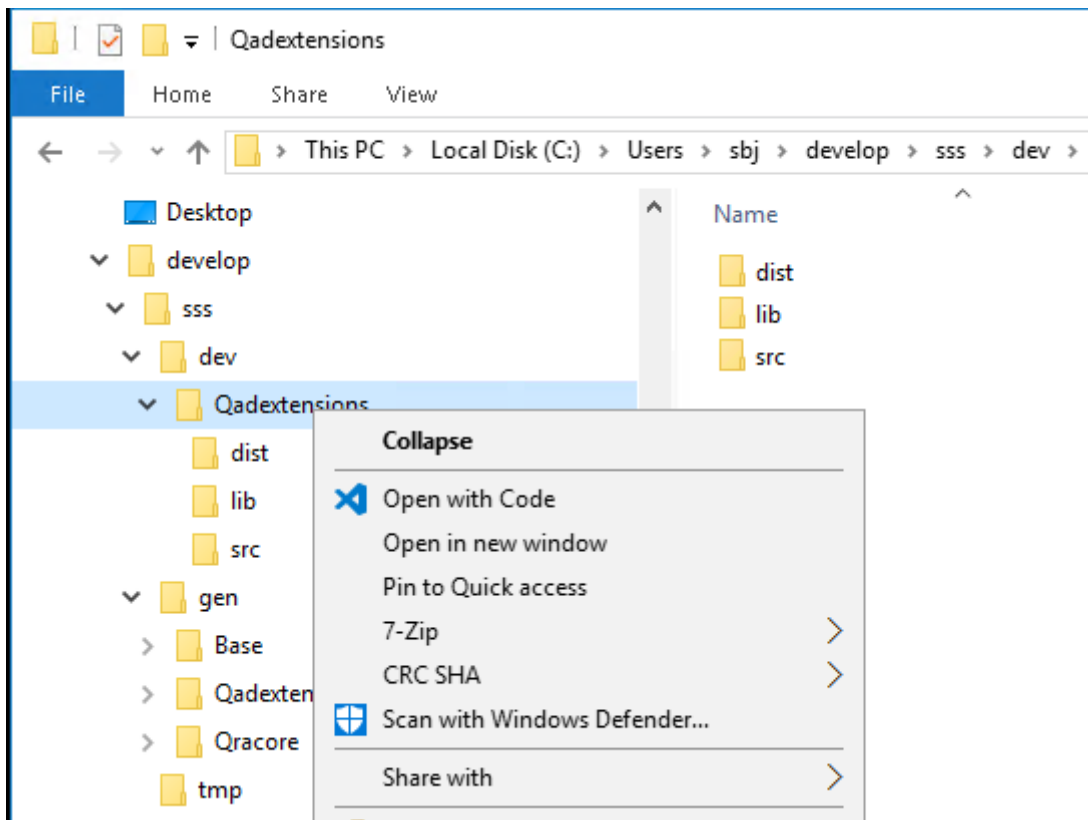 Qadextensions
File Home Share View
This PC > Local Disk (C:) > Users > sbj > develop > sss > dev >
Desktop
Name
develop
dist
sss
lib
dev
src
Qadextensions
Collapse
dist
Open with Code
lib
Open in new window
src
Pin to Quick access
gen
7-Zip
Base
CRC SHA
Qadexten
Scan with Windows Defender...
Qracore
Share with
tmp